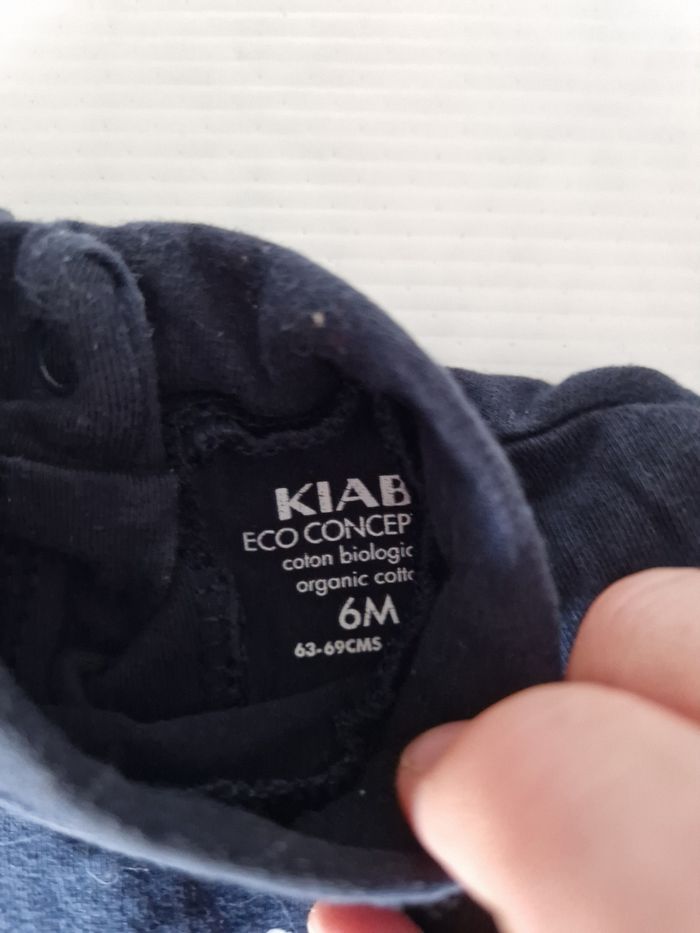 KIAB
ECO CONCEP
coton biologic
organic cotto
6M
63-69CMS